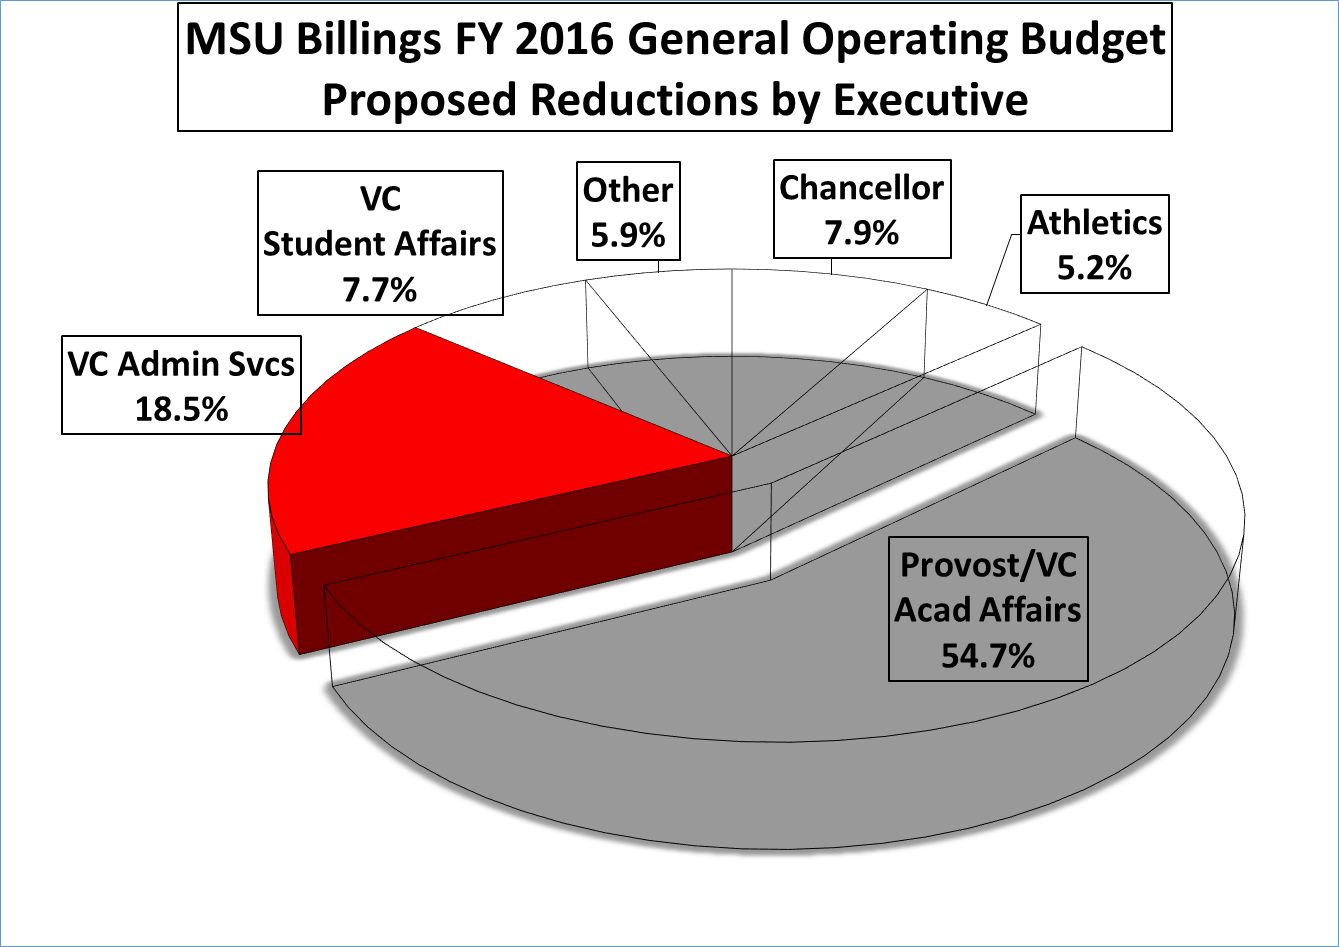 MSU Billings FY 2016 General Operating Budget
Proposed Reductions by Executive
VC
Student Affairs
7.7%
Other
5.9%
Chancellor
7.9%
Athletics
5.2%
VC Admin Svcs
18.5%
Provost/VC
Acad Affairs
54.7%